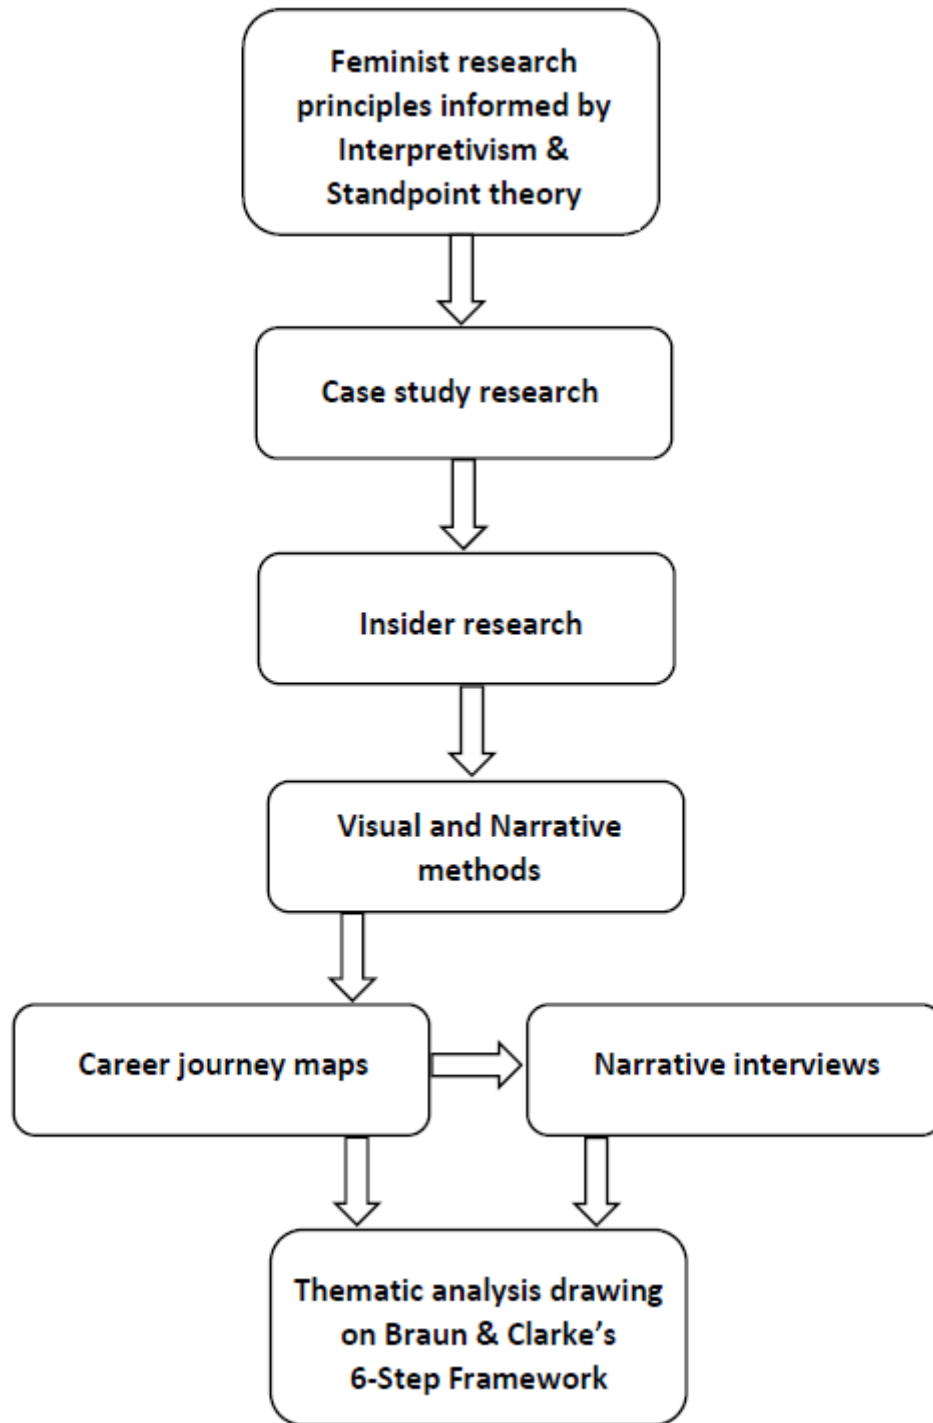 Feminist research
principles informed by
Interpretivism &
Standpoint theory
Case study research
Insider research
Visual and Narrative
methods
Career journey maps
Narrative interviews
Thematic analysis drawing
on Braun & Clarke’s
6-Step Framework